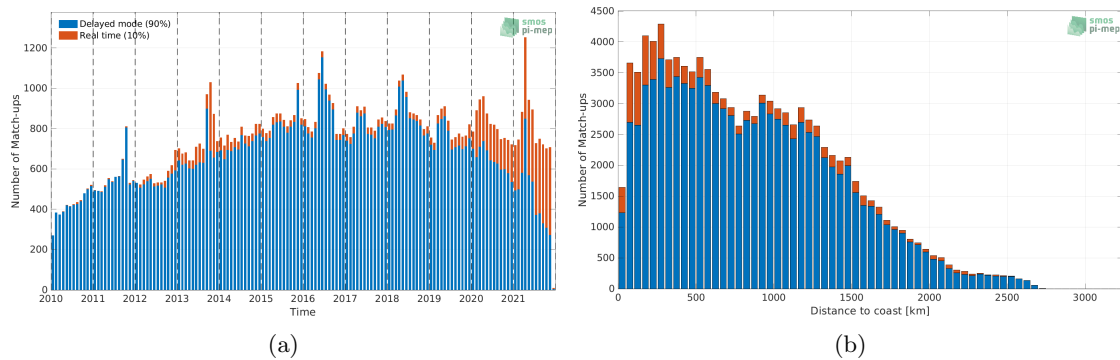 Delayed mode (90%)
Real time (10%)
smos
pi-mep
Number of Match-ups
1200
1000
800
600
400
200
0
2010 2011 2012 2013 2014 2015 2016 2017 2018 2019 2020 2021
Time
(a)
smos
pi-mep
Number of Match-ups
4500
4000
3500
3000
2500
2000
1500
1000
500
0
0 500 1000 1500 2000 2500 3000
Distance to coast [km]
(b)